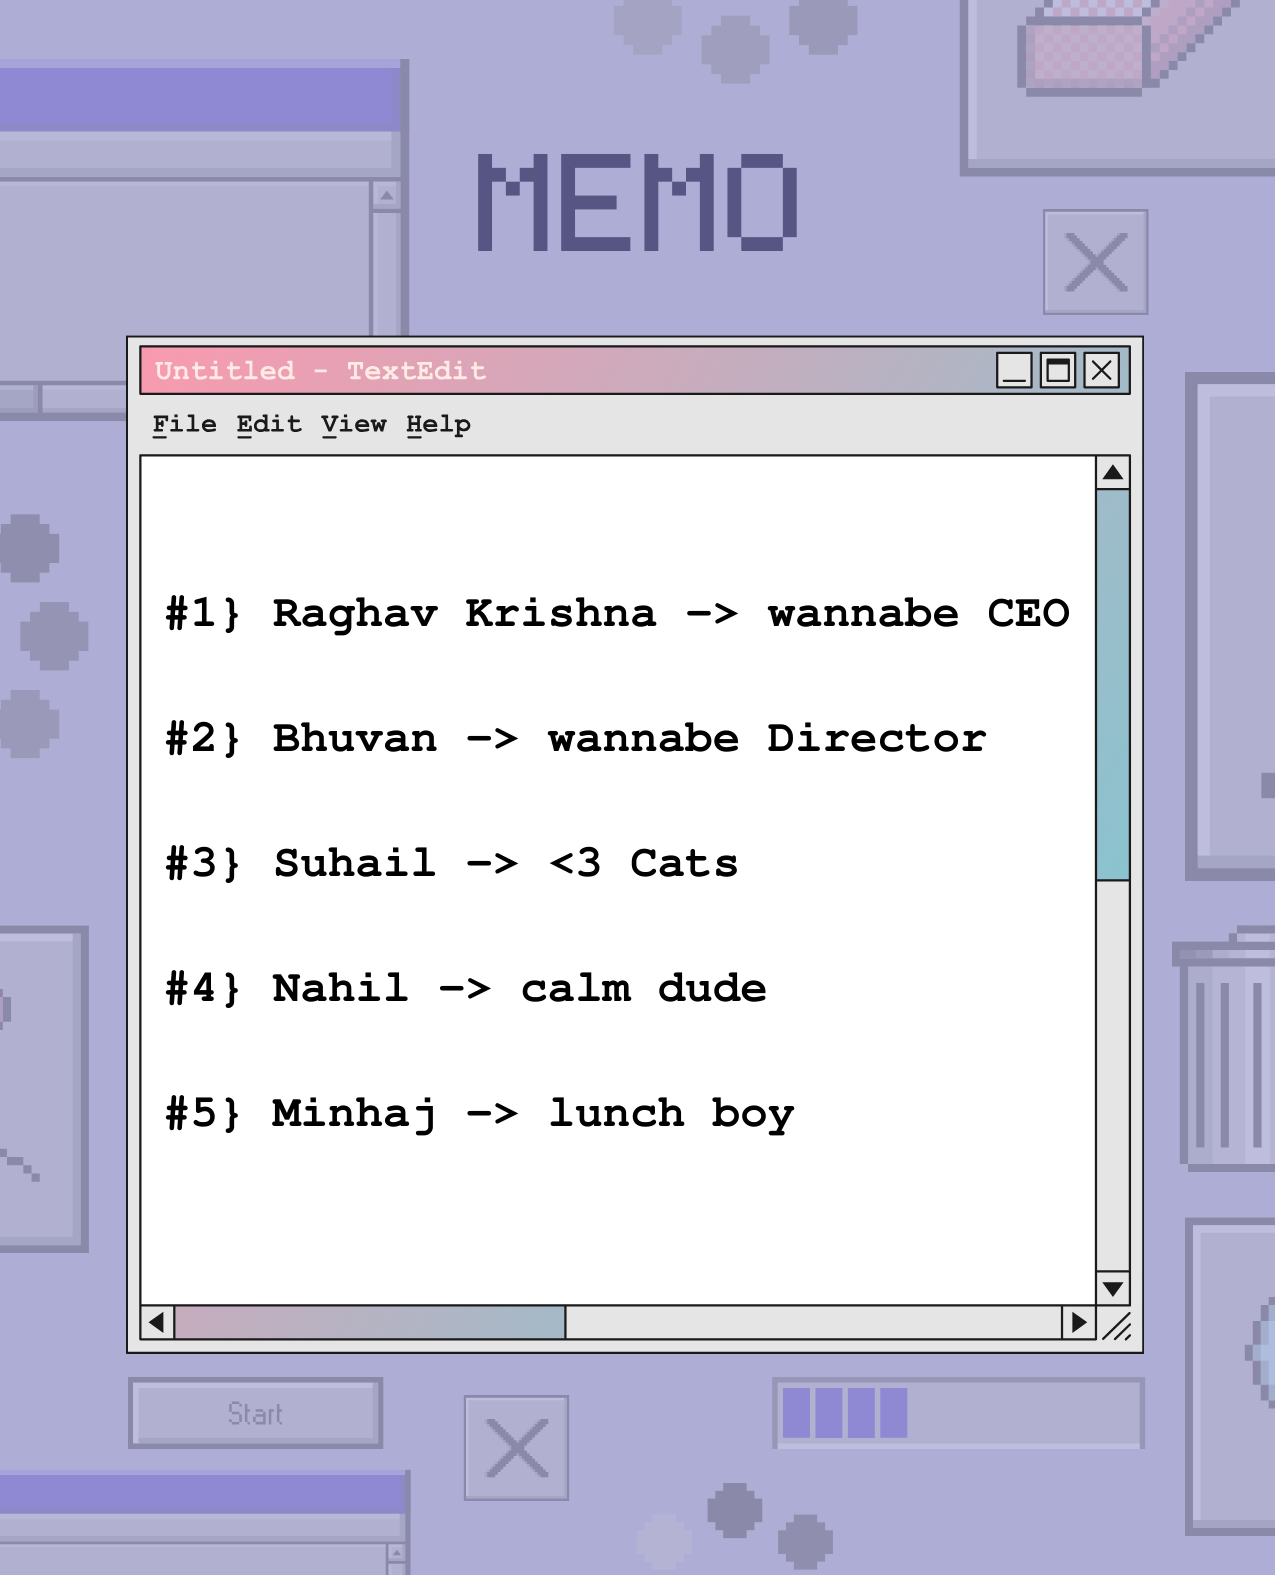 MEMO
Untitled - TextEdit
File Edit View Help
#1} Raghav Krishna -> wannabe CEO
#2} Bhuvan -> wannabe Director
#3} Suhail -> <3 Cats
#4} Nahil -> calm dude
#5} Minhaj -> lunch boy
Start